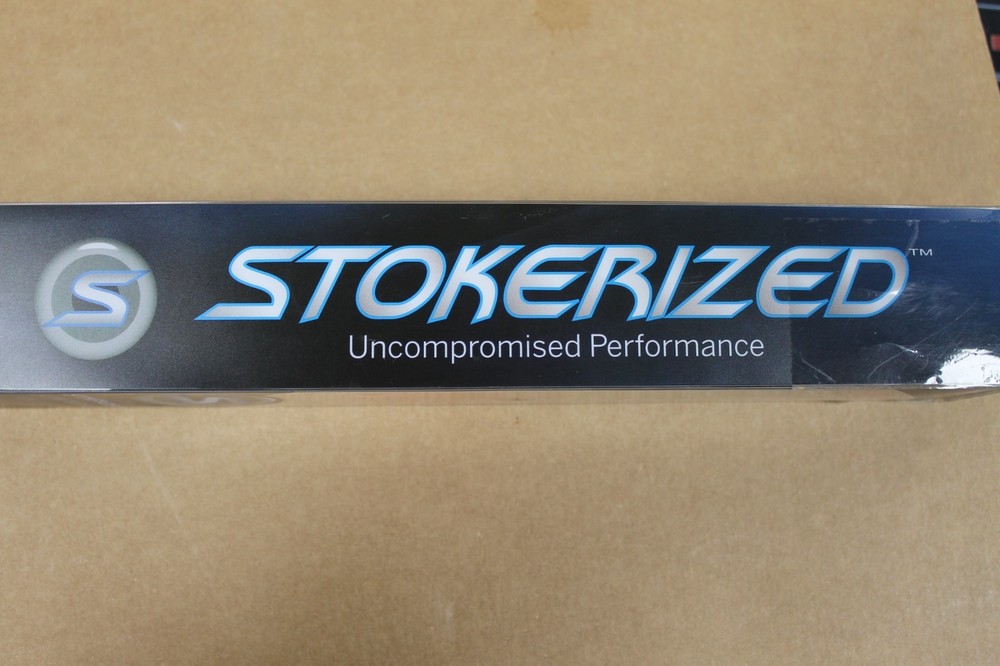 S STOKERIZED™
Uncompromised Performance